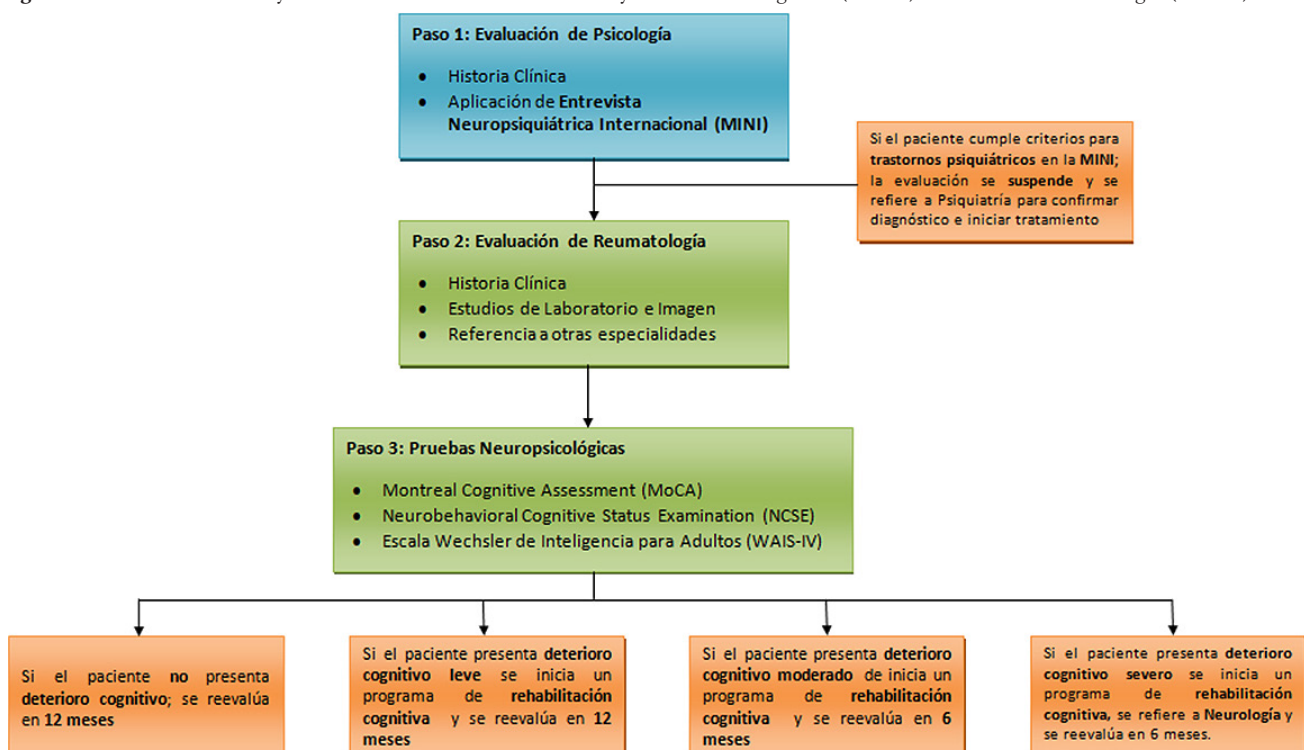 Paso 1: Evaluación de Psicología
• Historia Clínica
• Aplicación de Entrevista
Neuropsiquiátrica Internacional (MINI)
Si el paciente cumple criterios para
trastornos psiquiátricos en la MINI;
la evaluación se suspende y se
refiere a Psiquiatría para confirmar
diagnóstico e iniciar tratamiento
Paso 2: Evaluación de Reumatología
• Historia Clínica
• Estudios de Laboratorio e Imagen
• Referencia a otras especialidades
Paso 3: Pruebas Neuropsicológicas
• Montreal Cognitive Assessment (MoCA)
• Neurobehavioral Cognitive Status Examination (NCSE)
• Escala Wechsler de Inteligencia para Adultos (WAIS-IV)
Si el paciente no presenta
deterioro cognitivo; se reevalúa
en 12 meses
Si el paciente presenta deterioro
cognitivo leve se inicia un
programa de rehabilitación
cognitiva y se reevalúa en 12
meses
Si el paciente presenta deterioro
cognitivo moderado de inicia un
programa de rehabilitación
cognitiva y se reevalúa en 6
meses
Si el paciente presenta deterioro
cognitivo severo se inicia un
programa de rehabilitación
cognitiva, se refiere a Neurología y
se reevalúa en 6 meses.